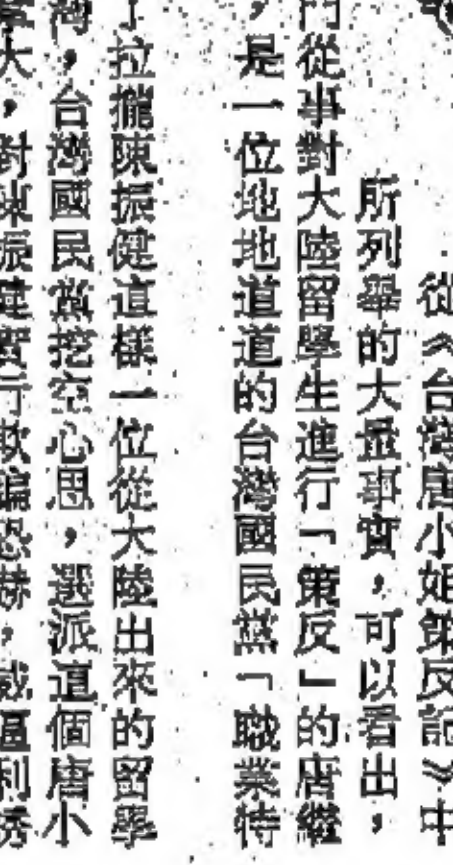 從《台灣唐小姐策反記》中
所列舉的大量事實,可以看出,
門從事對大陸留學生進行「策反」的唐繼
,是一位地地道道的台灣國民黨「職業特
了拉攏陳振健這樣一位從大陸出來的留學
灣,台灣國民黨挖空心思,選派這個唐小
大,對陳振健實行欺騙恐赫,威逼利誘